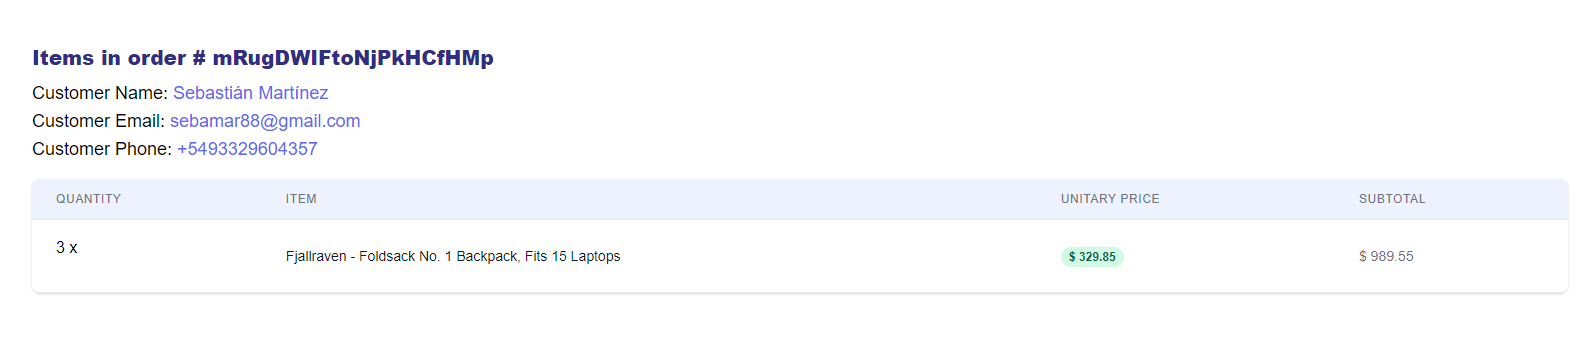 Items in order # mRugDWIFtoNjPkHCfHMp
Customer Name: Sebastián Martínez
Customer Email: sebamar88@gmail.com
Customer Phone: +5493329604357
QUANTITY ITEM UNITARY PRICE SUBTOTAL
3 x Fjallraven - Foldsack No. 1 Backpack, Fits 15 Laptops $ 329.85 $ 989.55